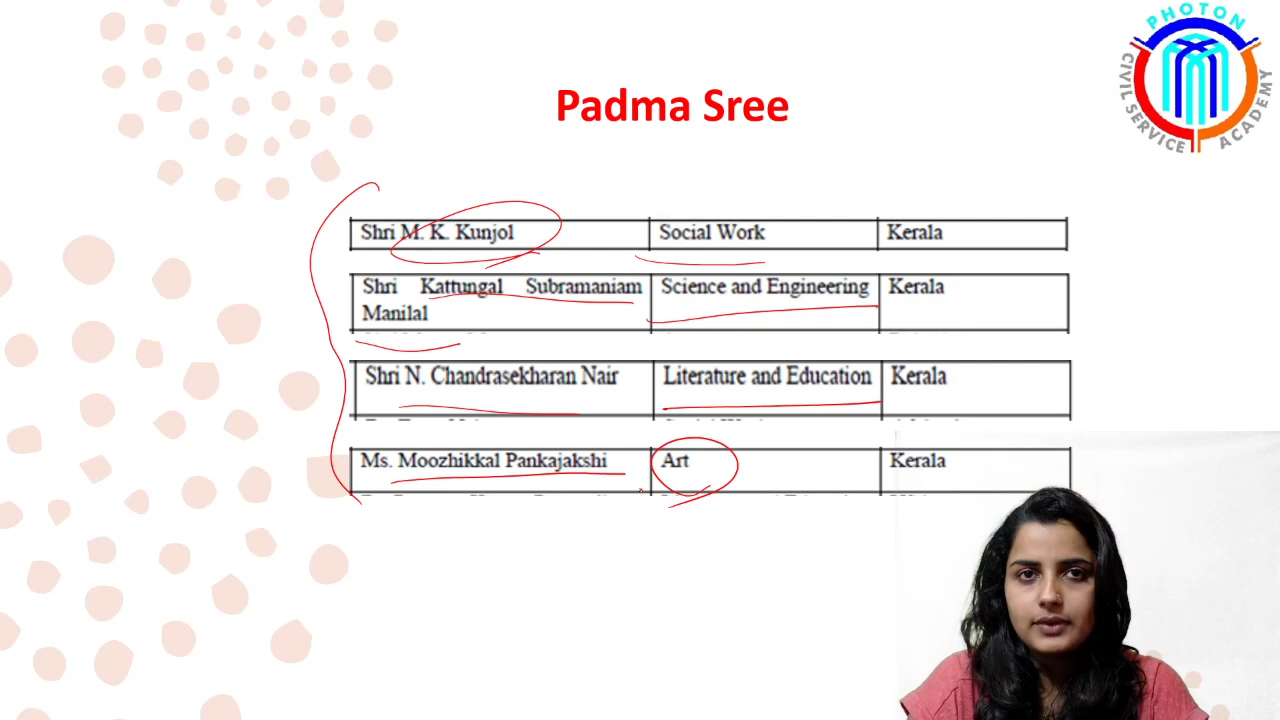 PHOTON
CIVIL SERVICE ACADEMY
Padma Sree
Shri M. K. Kunjol Social Work Kerala
Shri Kattungal Subramaniam Science and Engineering Kerala
Manilal
Shri N. Chandrasekharan Nair Literature and Education Kerala
Ms. Moozhikkal Pankajakshi Art Kerala